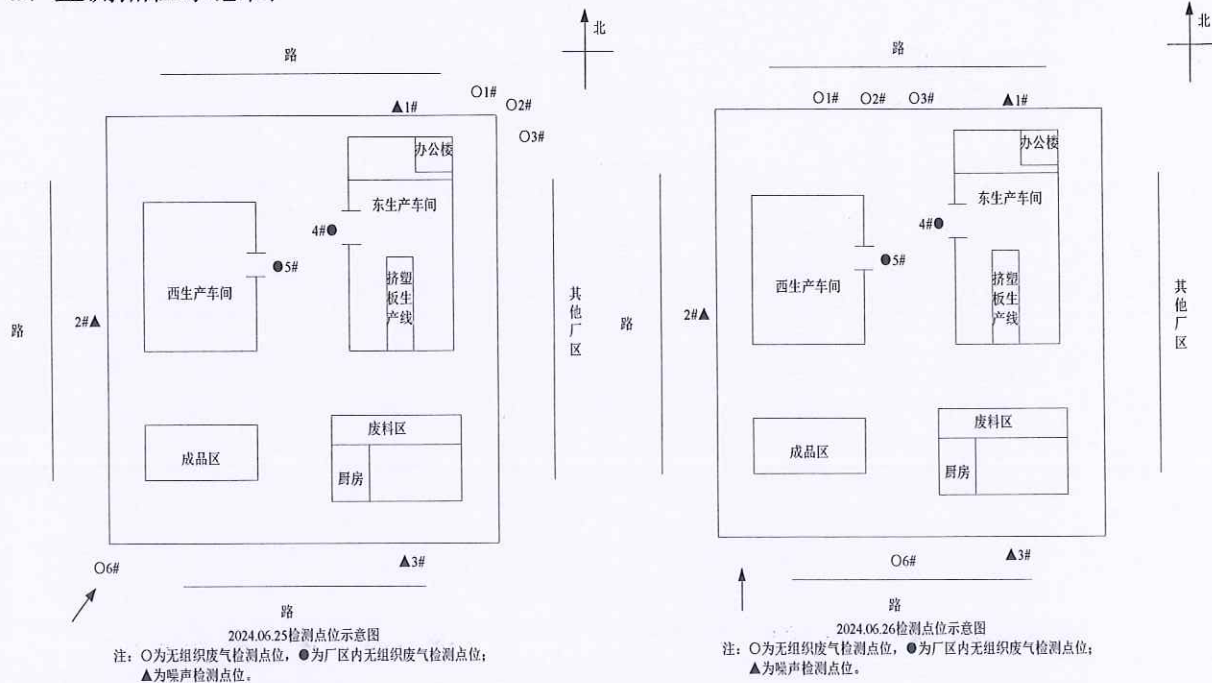 北
路
○1#
▲1#
○2#
○3#
办公楼
东生产车间
4#●
●5#
西生产车间
挤塑
板生
产线
其他厂区
2#▲
路
废料区
成品区
厨房
○6#
▲3#
路
2024.06.25检测点位示意图
注：○为无组织废气检测点位，●为厂区内无组织废气检测点位；
▲为噪声检测点位。
北
路
○1# ○2# ○3# ▲1#
办公楼
东生产车间
4#●
●5#
西生产车间
挤塑
板生
产线
其他厂区
2#▲
路
废料区
成品区
厨房
○6#
▲3#
路
2024.06.26检测点位示意图
注：○为无组织废气检测点位，●为厂区内无组织废气检测点位；
▲为噪声检测点位。